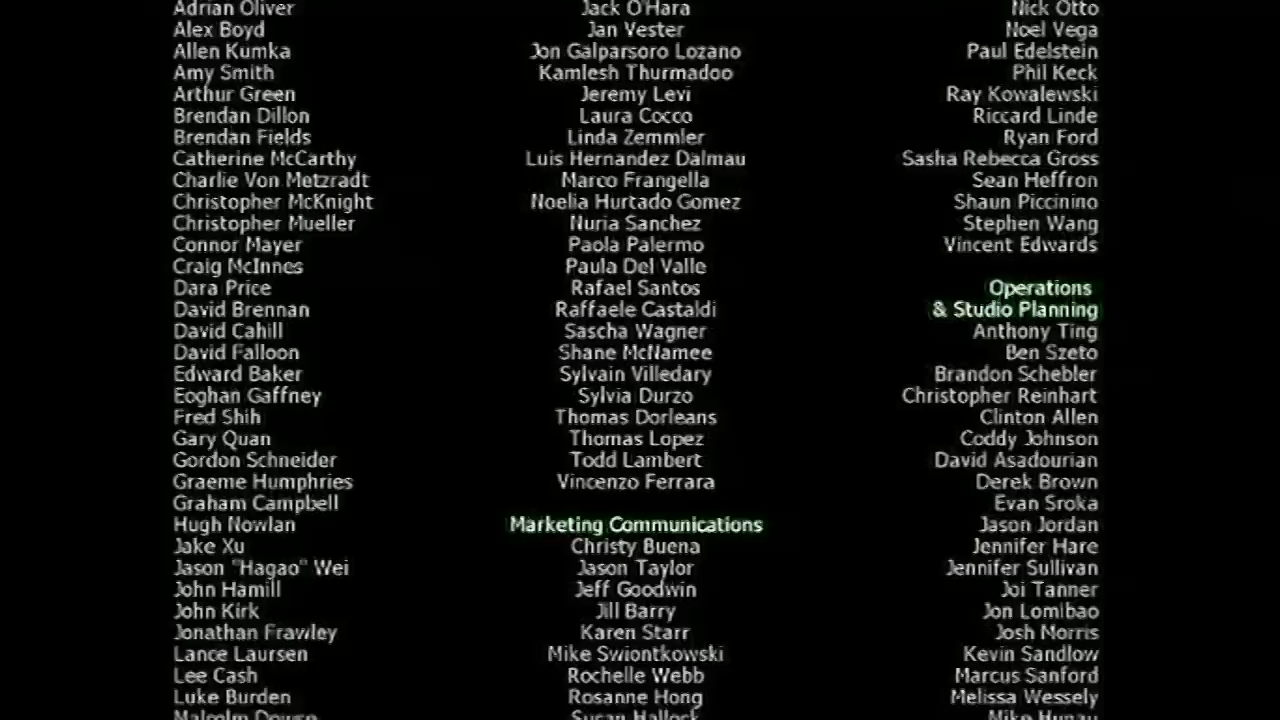 Adrian Oliver
Alex Boyd
Allen Kumka
Amy Smith
Arthur Green
Brendan Dillon
Brendan Fields
Catherine McCarthy
Charlie Von Metzradt
Christopher McKnight
Christopher Mueller
Connor Mayer
Craig McInnes
Dara Price
David Brennan
David Cahill
David Falloon
Edward Baker
Eoghan Gaffney
Fred Shih
Gary Quan
Gordon Schneider
Graeme Humphries
Graham Campbell
Hugh Nowlan
Jake Xu
Jason "Hagao" Wei
John Hamill
John Kirk
Jonathan Frawley
Lance Laursen
Lee Cash
Luke Burden
Malcolm
Jack O'Hara
Jan Vester
Jon Galparsoro Lozano
Kamlesh Thurmadoo
Jeremy Levi
Laura Cocco
Linda Zemmler
Luis Hernandez Dalmau
Marco Frangella
Noelia Hurtado Gomez
Nuria Sanchez
Paola Palermo
Paula Del Valle
Rafael Santos
Raffaele Castaldi
Sascha Wagner
Shane McNamee
Sylvain Villedary
Sylvia Durzo
Thomas Dorleans
Thomas Lopez
Todd Lambert
Vincenzo Ferrara
Marketing Communications
Christy Buena
Jason Taylor
Jeff Goodwin
Jill Barry
Karen Starr
Mike Swiontkowski
Rochelle Webb
Rosanne Hong
Susan Hallock
Nick Otto
Noel Vega
Paul Edelstein
Phil Keck
Ray Kowalewski
Riccard Linde
Ryan Ford
Sasha Rebecca Gross
Sean Heffron
Shaun Piccinino
Stephen Wang
Vincent Edwards
Operations
& Studio Planning
Anthony Ting
Ben Szeto
Brandon Schebler
Christopher Reinhart
Clinton Allen
Coddy Johnson
David Asadourian
Derek Brown
Evan Sroka
Jason Jordan
Jennifer Hare
Jennifer Sullivan
Joi Tanner
Jon Lomibao
Josh Morris
Kevin Sandlow
Marcus Sanford
Melissa Wessely
Mike